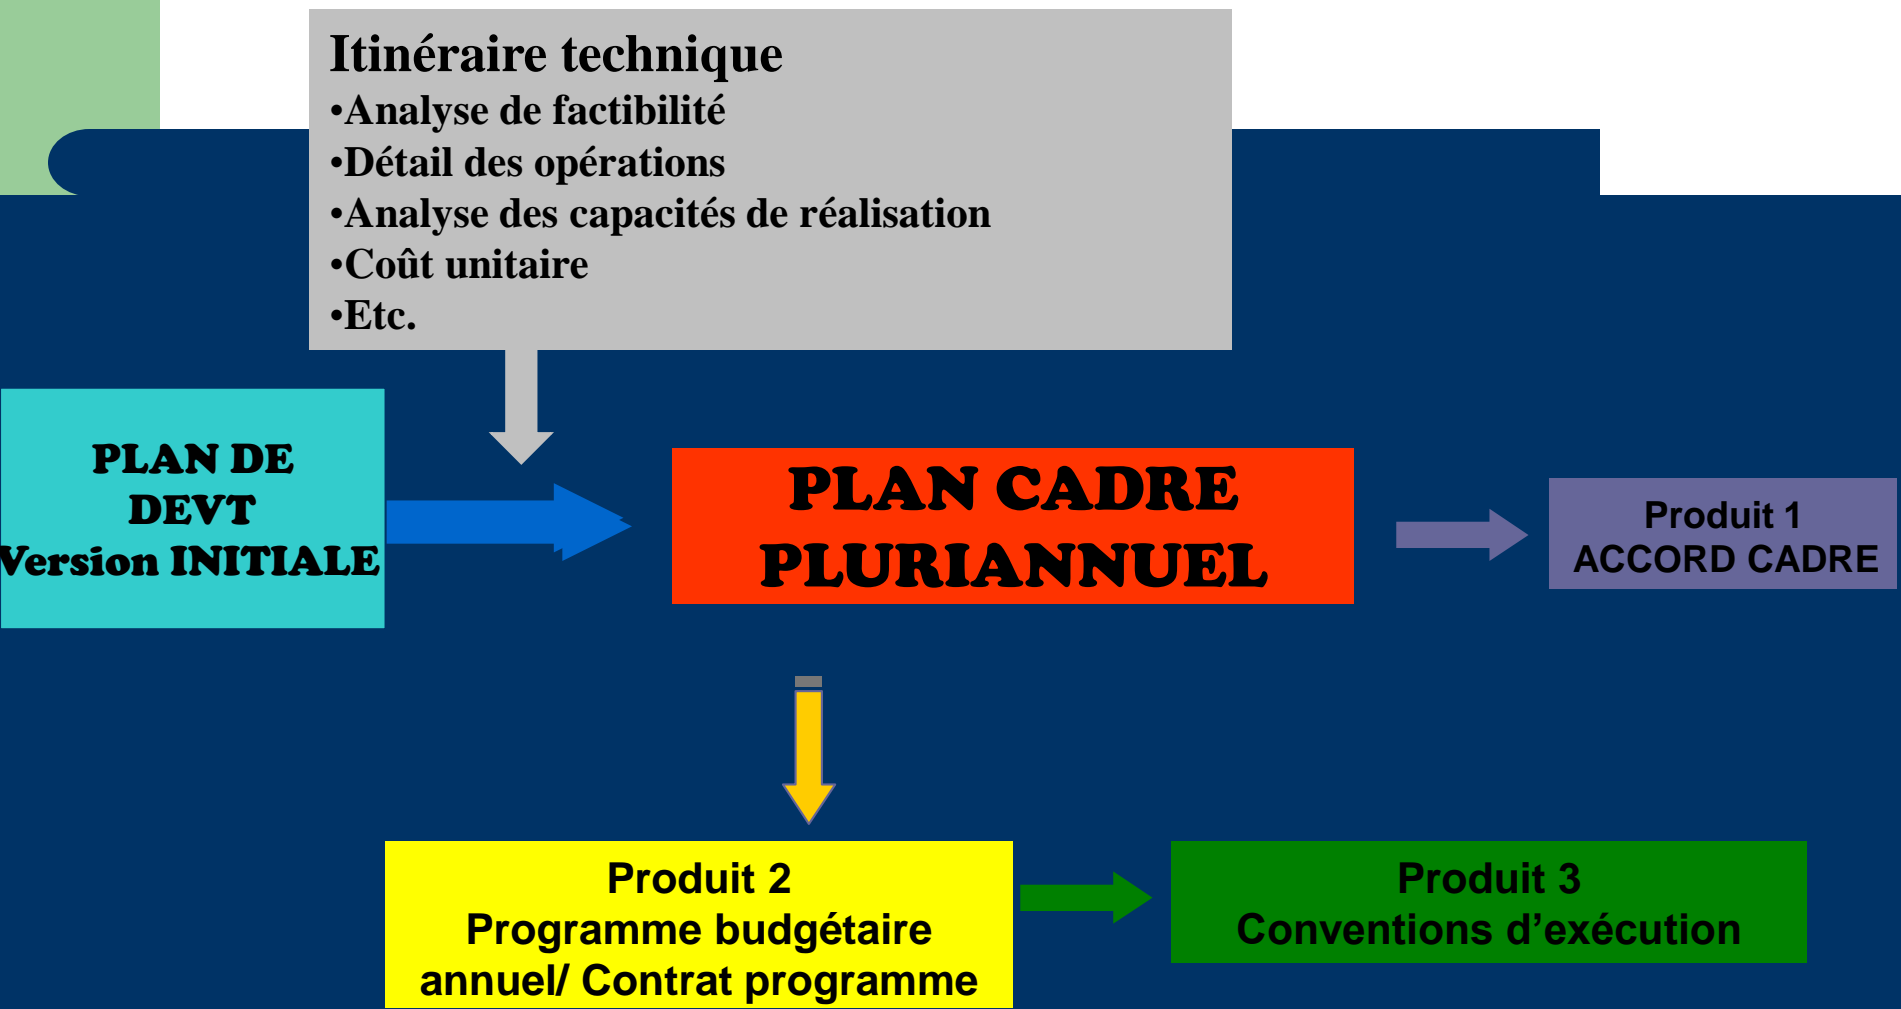 Itinéraire technique
•Analyse de factibilité
•Détail des opérations
•Analyse des capacités de réalisation
•Coût unitaire
•Etc.
PLAN DE
DEVT
Version INITIALE
PLAN CADRE
PLURIANNUEL
Produit 1
ACCORD CADRE
Produit 2
Programme budgétaire
annuel/ Contrat programme
Produit 3
Conventions d’exécution